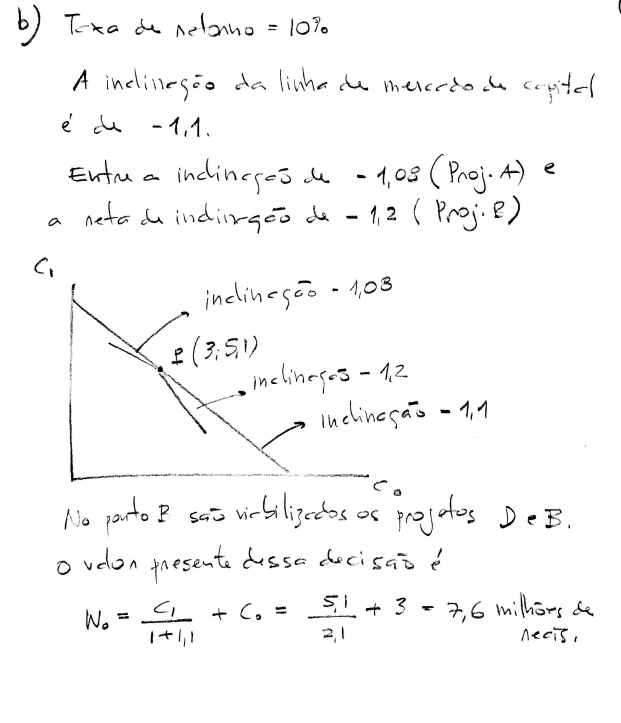 b) Taxa de retorno = 10%
A inclinação da linha de mercado de capital
é de -1,1.
Entre a inclinação de -1,08 (Proj. A) e
a reta de inclinação de -1,2 (Proj. E)
C₁
inclinação - 1,08
P (3; 5,1)
inclinação - 1,2
inclinação - 1,1
C₀
No ponto P são viabilizados os projetos D e B.
O valor presente dessa decisão é
W₀ = C₁/(1+1,1) + C₀ = 5,1/2,1 + 3 = 7,6 milhões de
reais.